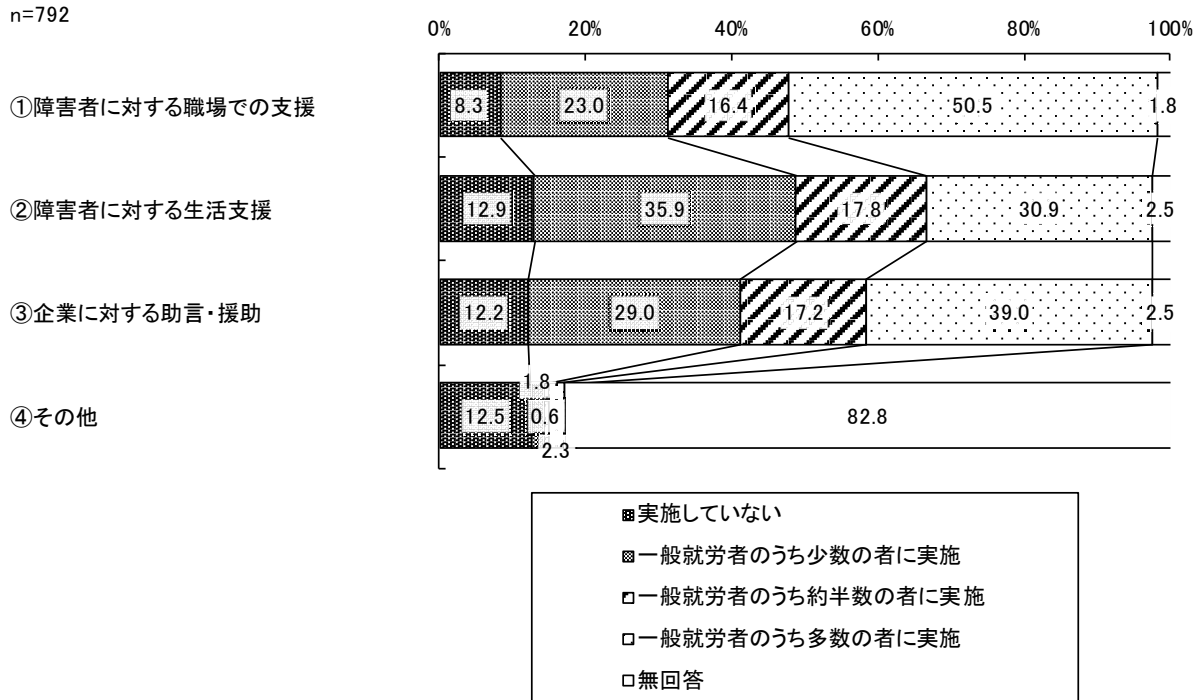 n=792
0% 20% 40% 60% 80% 100%
①障害者に対する職場での支援 8.3 23.0 16.4 50.5 1.8
②障害者に対する生活支援 12.9 35.9 17.8 30.9 2.5
③企業に対する助言・援助 12.2 29.0 17.2 39.0 2.5
1.8
④その他 12.5 0.6 82.8
2.3
実施していない
一般就労者のうち少数の者に実施
一般就労者のうち約半数の者に実施
一般就労者のうち多数の者に実施
無回答